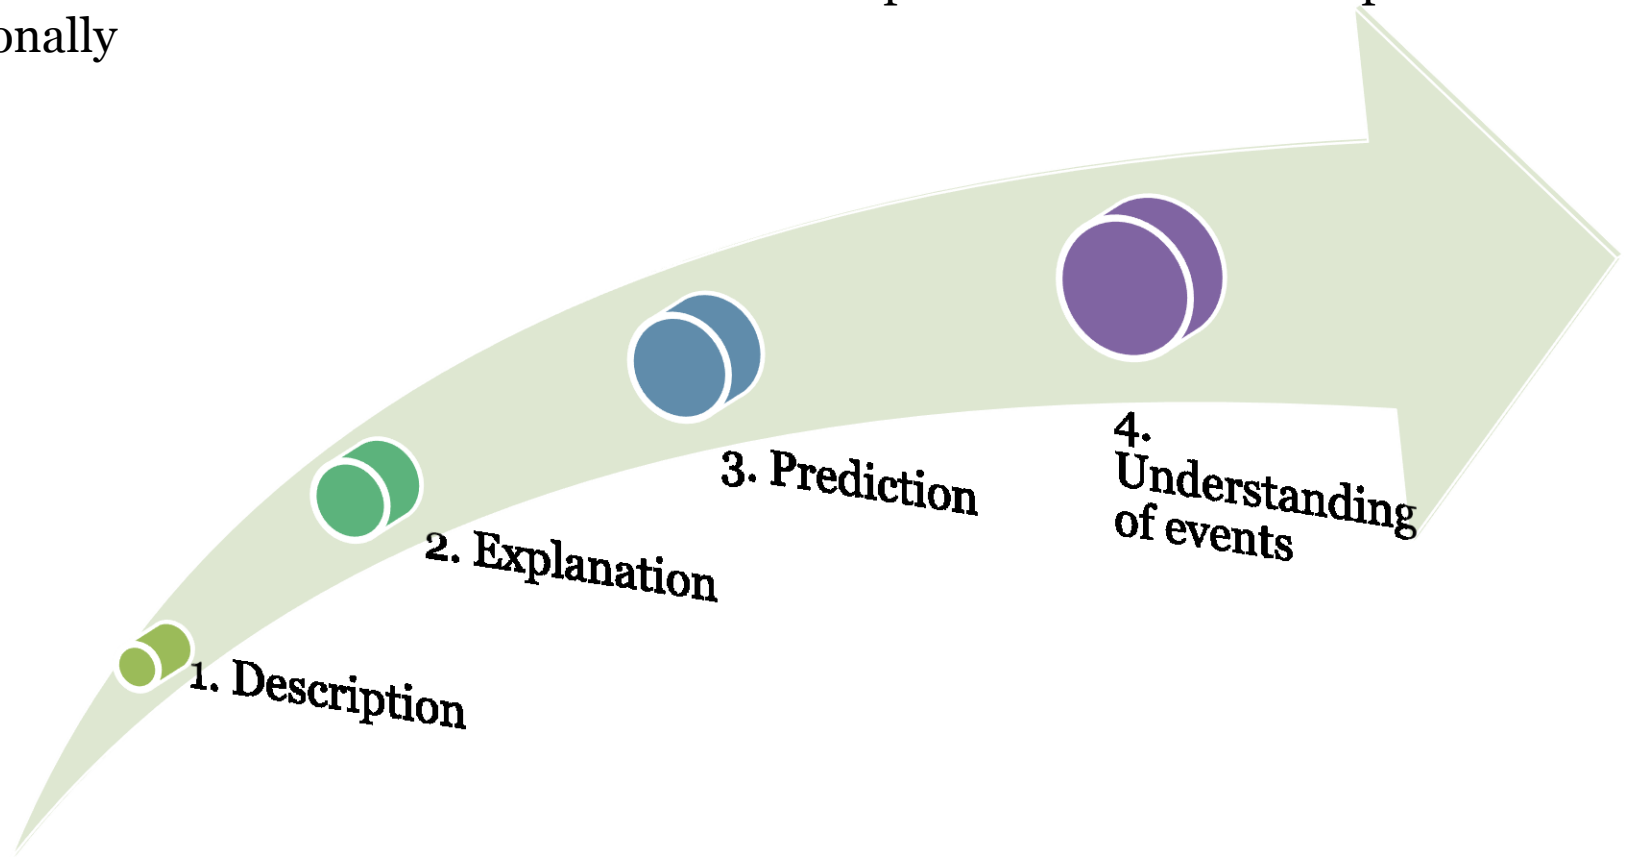 onally
4.
Understanding
of events
3. Prediction
2. Explanation
1. Description